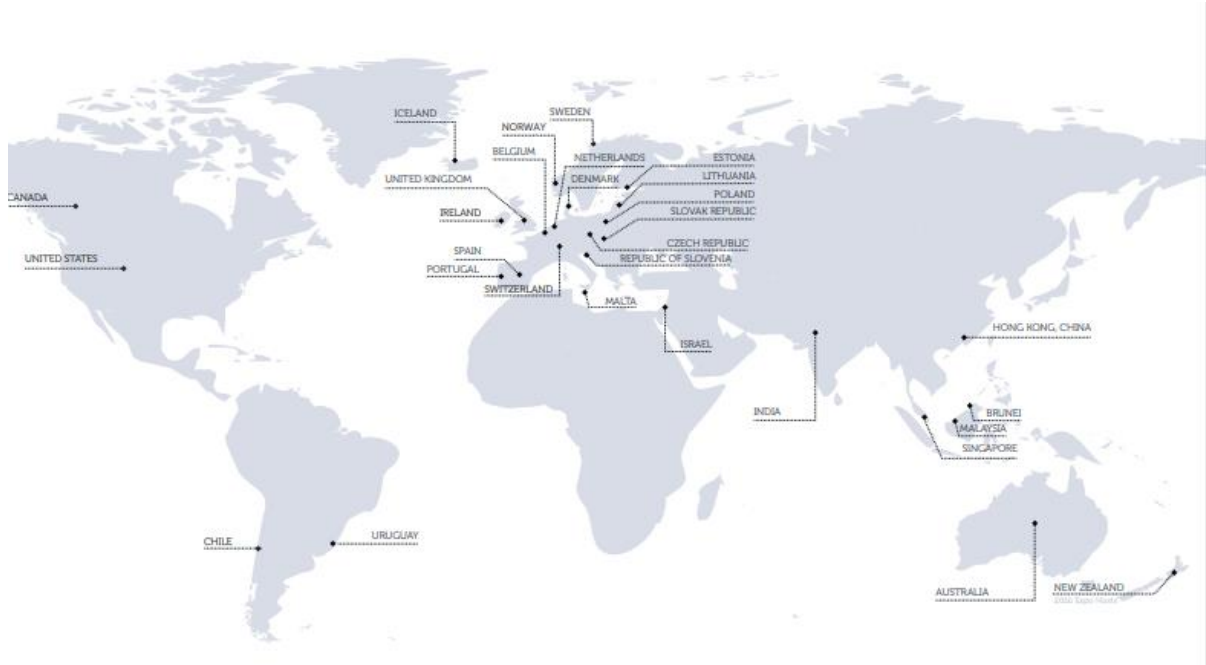 SWEDEN
ICELAND
NORWAY
BELGIUM
NETHERLANDS
ESTONIA
UNITED KINGDOM
DENMARK
LITHUANIA
CANADA
POLAND
IRELAND
SLOVAK REPUBLIC
CZECH REPUBLIC
SPAIN
UNITED STATES
REPUBLIC OF SLOVENIA
PORTUGAL
SWITZERLAND
MALTA
HONG KONG, CHINA
ISRAEL
INDIA
BRUNEI
MALAYSIA
SINGAPORE
URUGUAY
CHILE
AUSTRALIA
NEW ZEALAND